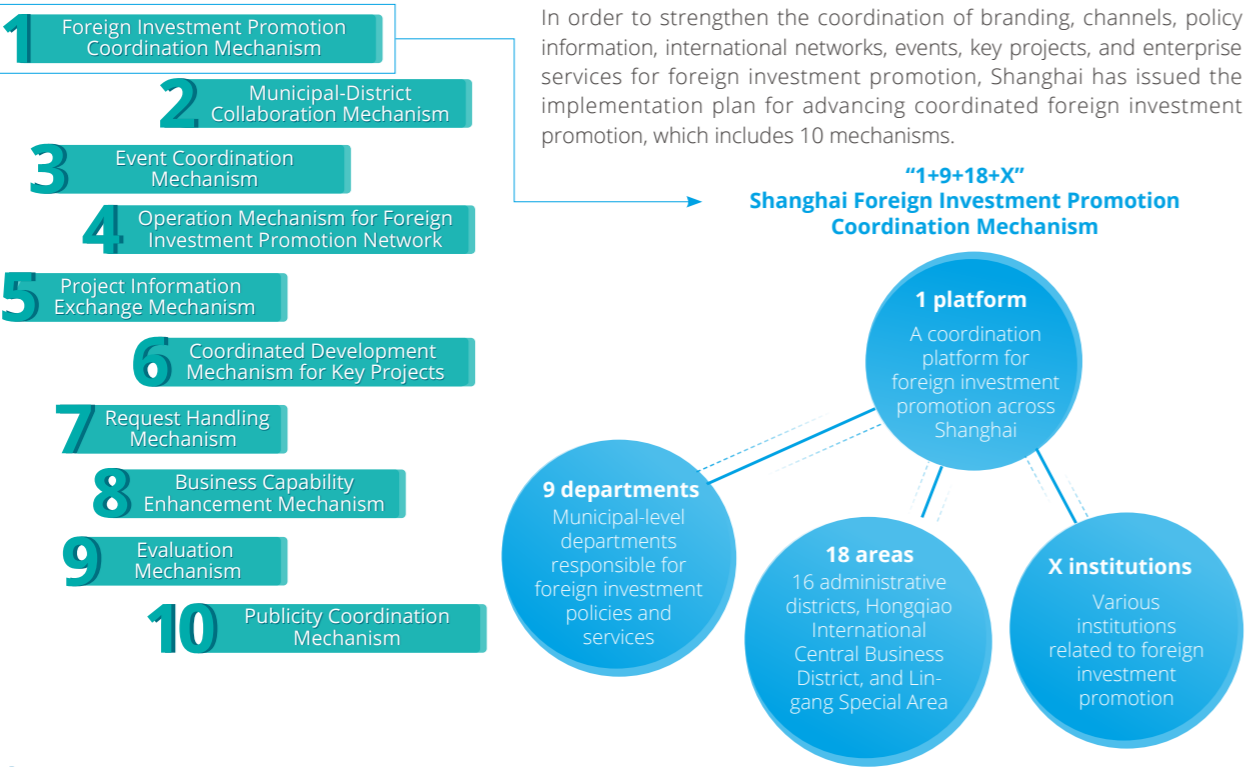 1
Foreign Investment Promotion
Coordination Mechanism
2
Municipal-District
Collaboration Mechanism
3
Event Coordination
Mechanism
4
Operation Mechanism for Foreign
Investment Promotion Network
5
Project Information
Exchange Mechanism
6
Coordinated Development
Mechanism for Key Projects
7
Request Handling
Mechanism
8
Business Capability
Enhancement Mechanism
9
Evaluation
Mechanism
10
Publicity Coordination
Mechanism
In order to strengthen the coordination of branding, channels, policy
information, international networks, events, key projects, and enterprise
services for foreign investment promotion, Shanghai has issued the
implementation plan for advancing coordinated foreign investment
promotion, which includes 10 mechanisms.
“1+9+18+X”
Shanghai Foreign Investment Promotion
Coordination Mechanism
1 platform
A coordination
platform for
foreign investment
promotion across
Shanghai
9 departments
Municipal-level
departments
responsible for
foreign investment
policies and
services
18 areas
16 administrative
districts, Hongqiao
International
Central Business
District, and Lin-
gang Special Area
X institutions
Various
institutions
related to foreign
investment
promotion